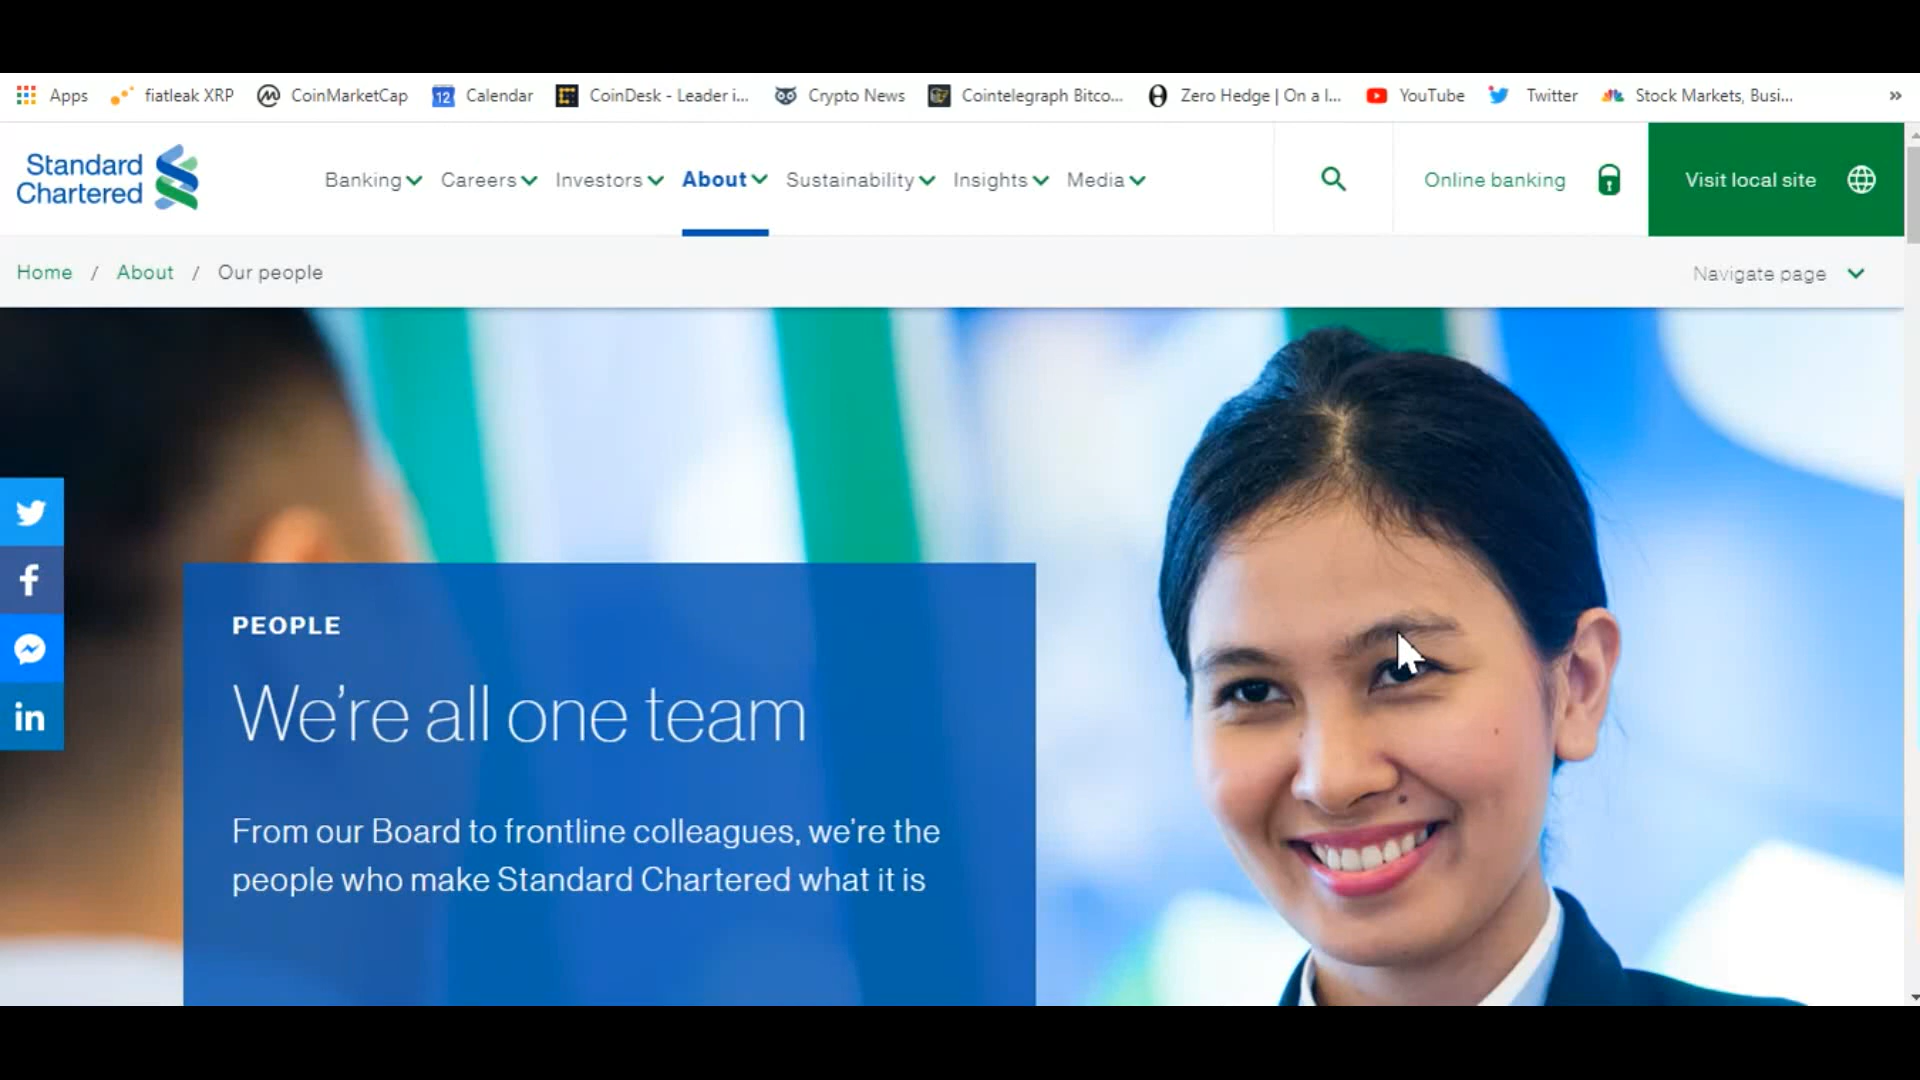 Apps fiatleak XRP CoinMarketCap 12 Calendar CoinDesk - Leader i... Crypto News Cointelegraph Bitco... Zero Hedge | On a l... YouTube Twitter Stock Markets, Busi... »
Standard
Chartered
Banking Careers Investors About Sustainability Insights Media Online banking Visit local site
Home / About / Our people Navigate page
PEOPLE
We're all one team
From our Board to frontline colleagues, we're the
people who make Standard Chartered what it is
f
in